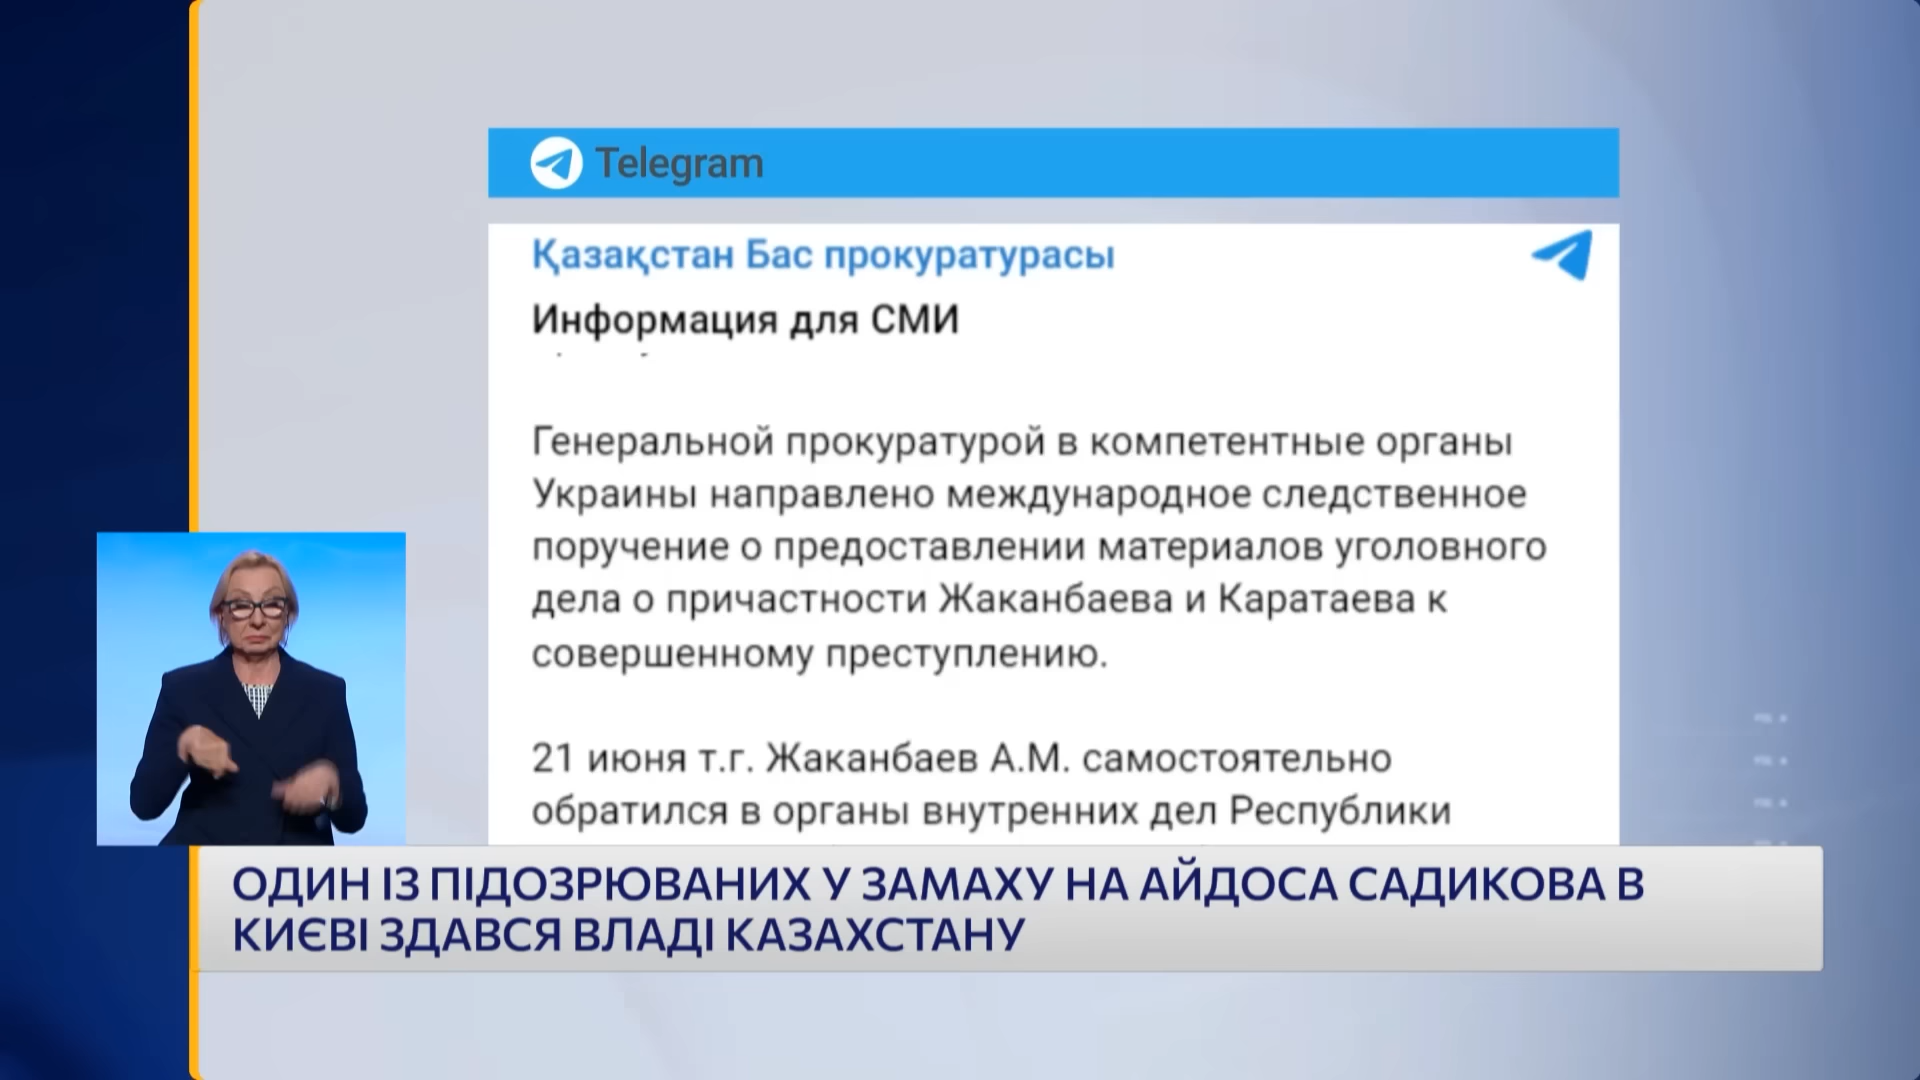 Telegram
Қазақстан Бас прокуратурасы
Информация для СМИ
Генеральной прокуратурой в компетентные органы
Украины направлено международное следственное
поручение о предоставлении материалов уголовного
дела о причастности Жаканбаева и Каратаева к
совершенному преступлению.
21 июня т.г. Жаканбаев А.М. самостоятельно
обратился в органы внутренних дел Республики
ОДИН ІЗ ПІДОЗРЮВАНИХ У ЗАМАХУ НА АЙДОСА САДИКОВА В
КИЄВІ ЗДАВСЯ ВЛАДІ КАЗАХСТАНУ